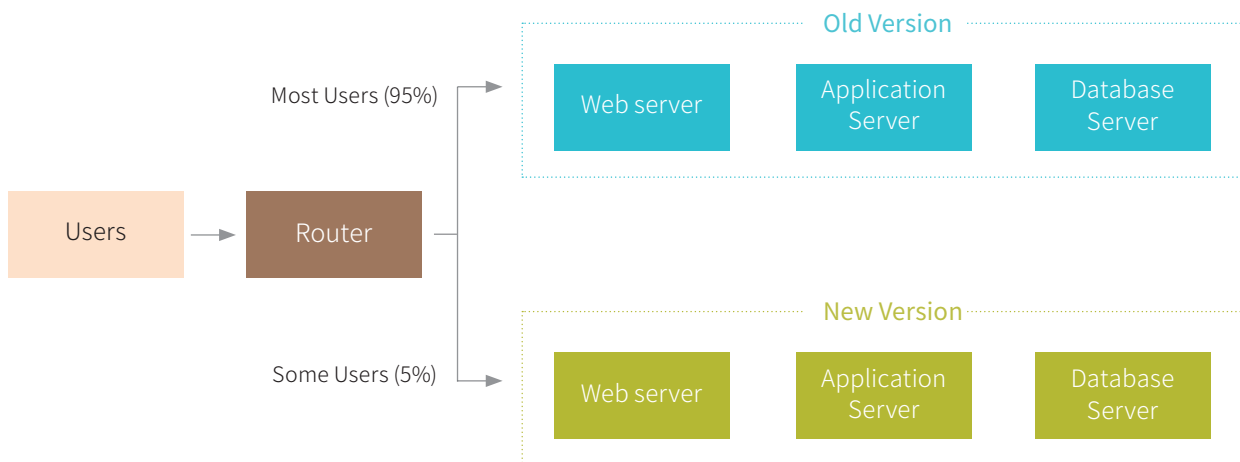 Old Version
Most Users (95%)
Web server
Application
Server
Database
Server
Users
Router
New Version
Some Users (5%)
Web server
Application
Server
Database
Server